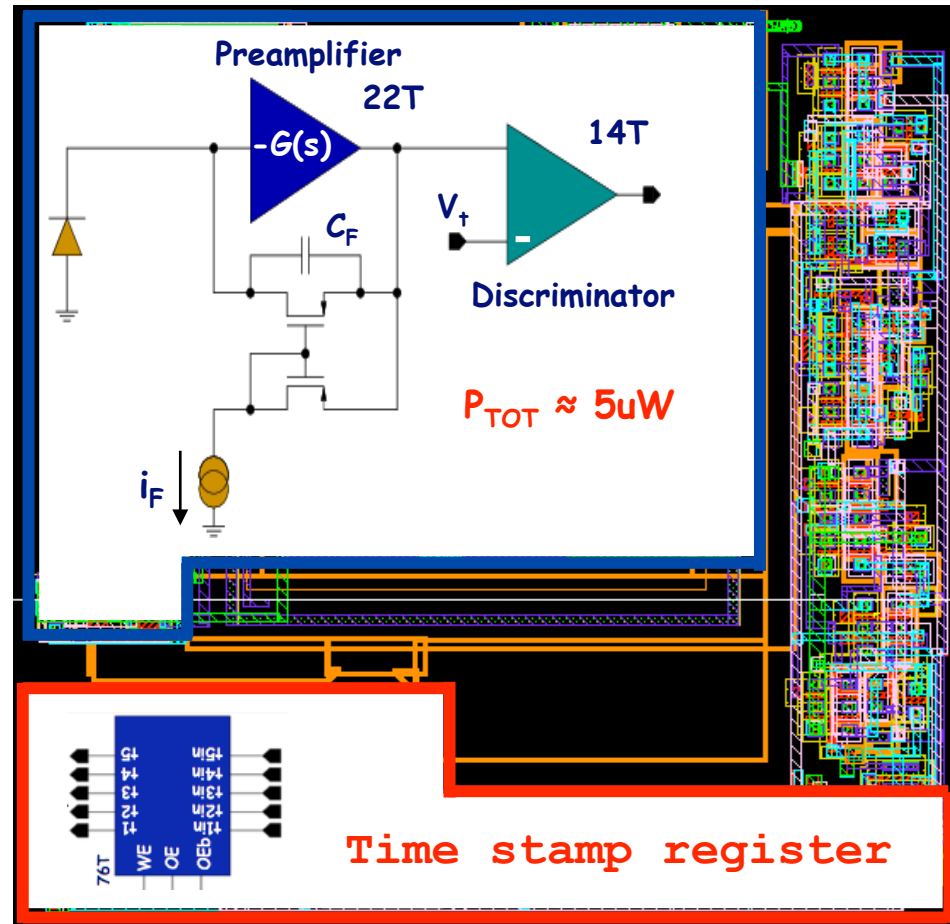 Preamplifier
22T
-G(s)
14T
Vt
-
CF
Discriminator
PTOT ≈ 5uW
iF
t5 t5in
t4 t4in
t3 t3in
t2 t2in
t1 t1in
76T
WE
OE
OEb
Time stamp register